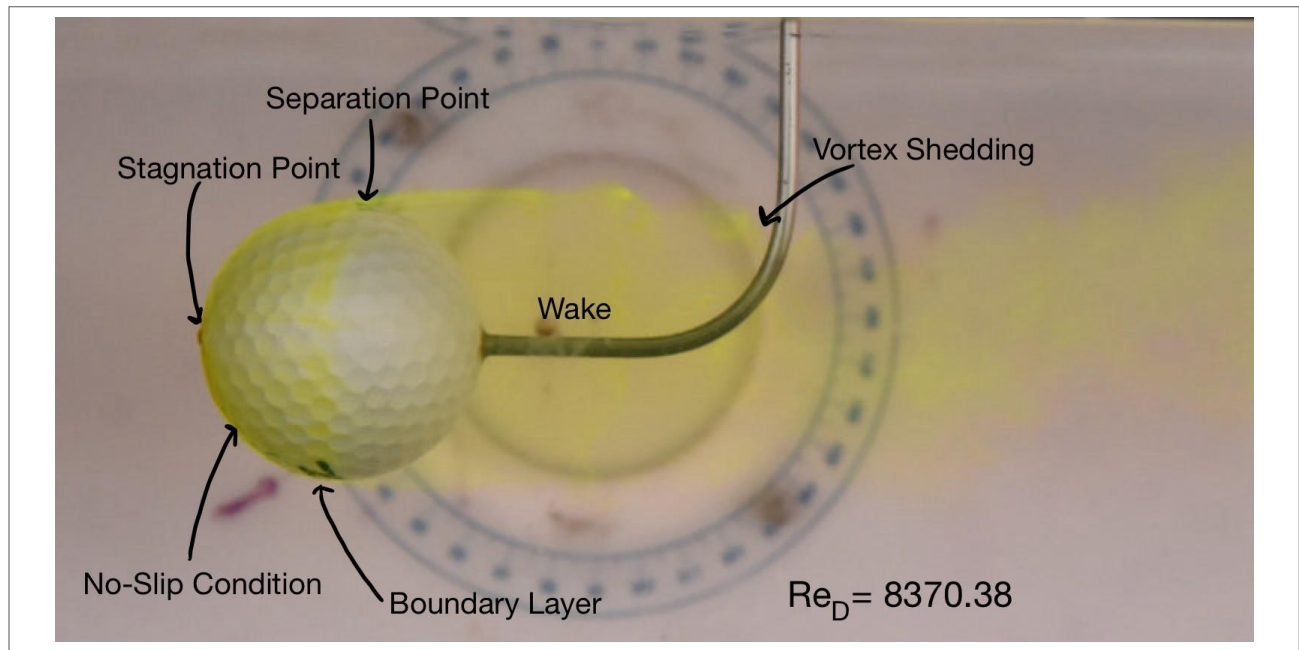 Separation Point
Stagnation Point
Vortex Shedding
Wake
No-Slip Condition
Boundary Layer
Re_D= 8370.38